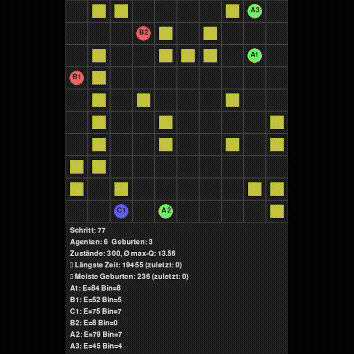 A3
B2
A1
B1
C1 A2
Schritt: 77
Agenten: 6 Geburten: 3
Zustände: 300, Ø max-Q: 13.56
Längste Zeit: 19455 (zuletzt: 0)
Meiste Geburten: 236 (zuletzt: 0)
A1: E=84 Bin=8
B1: E=52 Bin=5
C1: E=75 Bin=7
B2: E=8 Bin=0
A2: E=79 Bin=7
A3: E=45 Bin=4